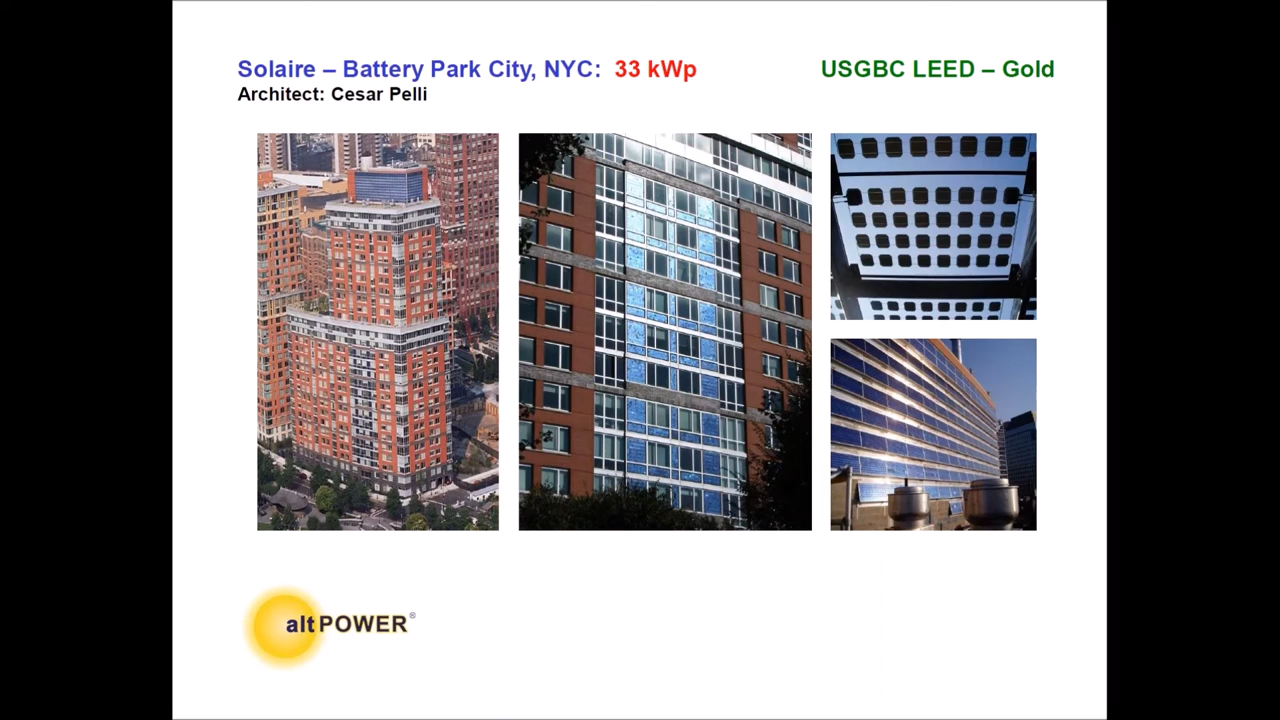 Solaire – Battery Park City, NYC: 33 kWp
USGBC LEED – Gold
Architect: Cesar Pelli
altPOWER®